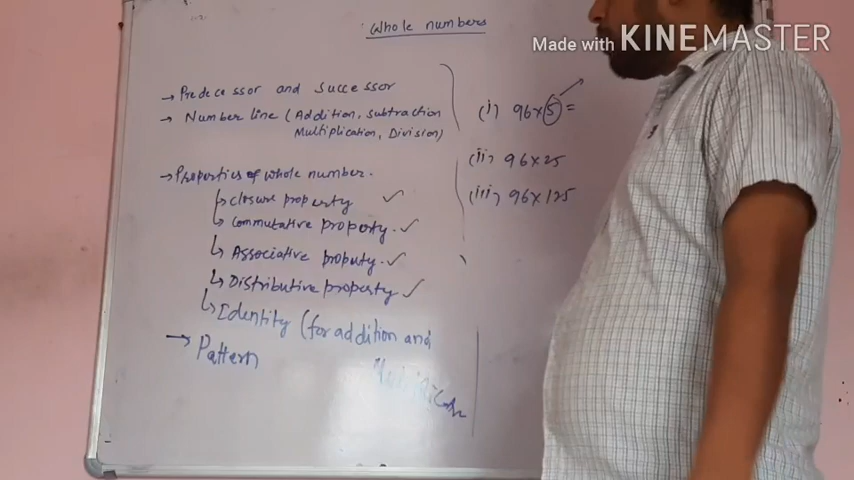 Whole numbers
Made with KINEMASTER
→ Predecessor and successor
→ Number line (Addition, subtraction
Multiplication, Division)
→ Properties of whole number.
↳ closure property ✓
↳ commutative property. ✓
↳ Associative property. ✓
↳ Distributive property ✓
↳ Identity (for addition and
→ Pattern
(i) 96×5 =
(ii) 96×25
(iii) 96×125